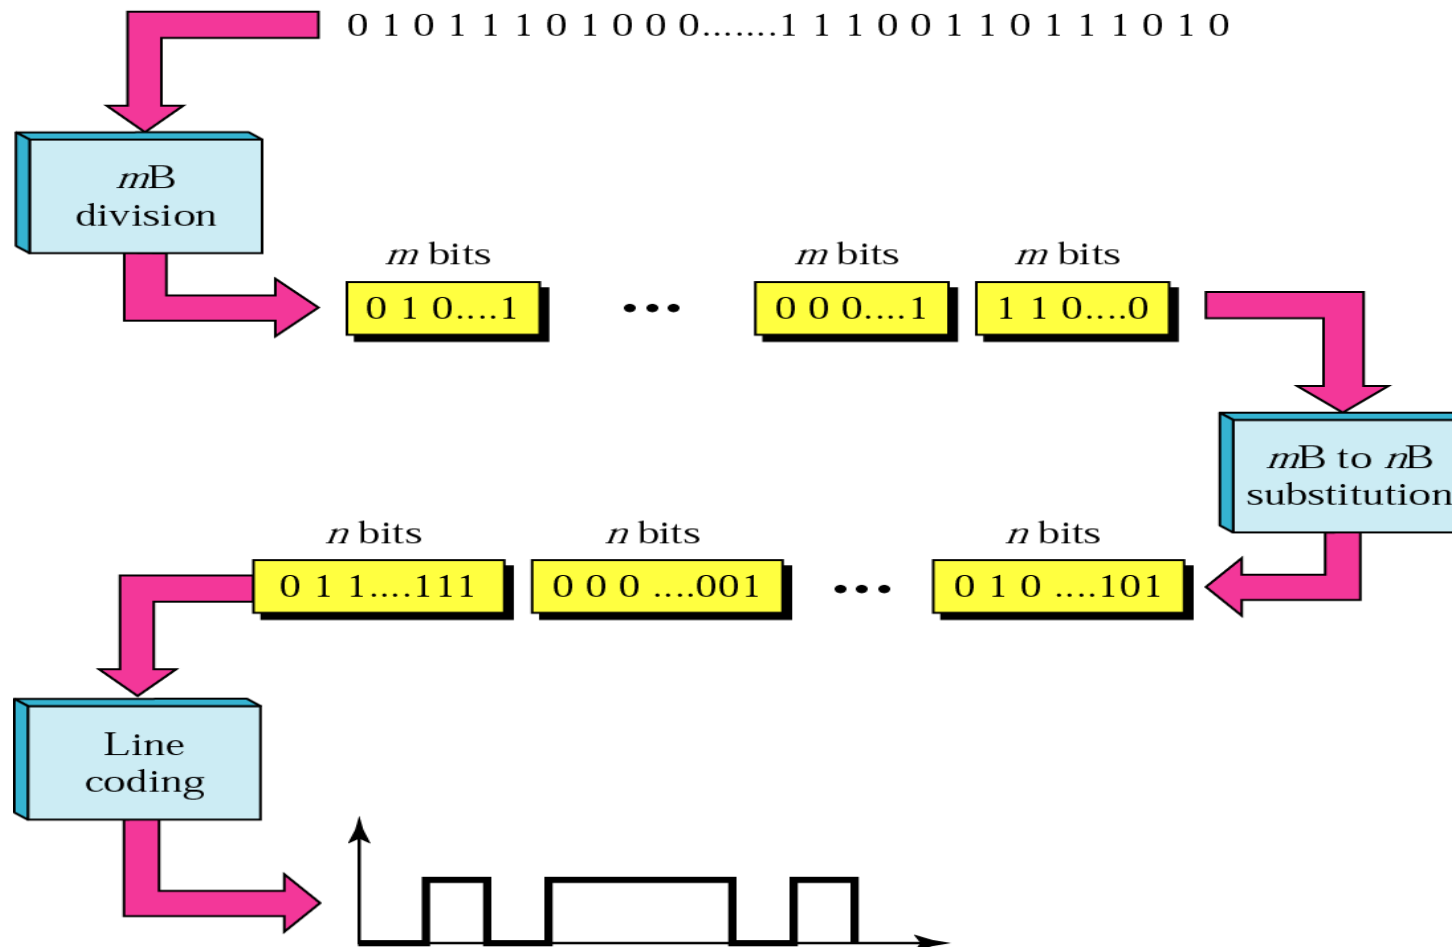 0 1 0 1 1 1 0 1 0 0 0.......1 1 1 0 0 1 1 0 1 1 1 0 1 0
mB
division
m bits m bits m bits
0 1 0....1 ... 0 0 0....1 1 1 0....0
mB to nB
substitution
n bits n bits n bits
0 1 1....111 0 0 0 ....001 ... 0 1 0 ....101
Line
coding